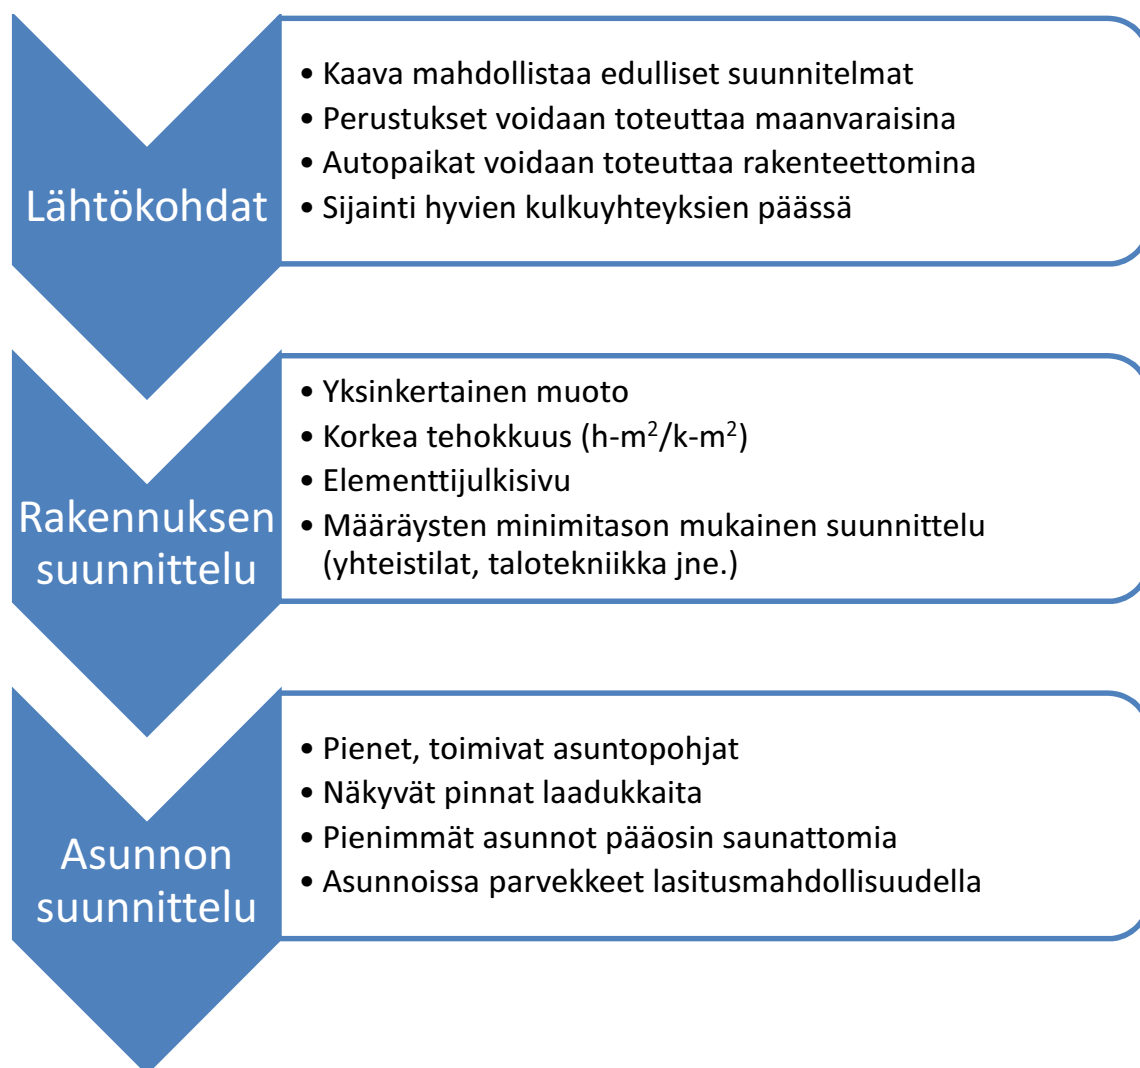 Lähtökohdat
• Kaava mahdollistaa edulliset suunnitelmat
• Perustukset voidaan toteuttaa maanvaraisina
• Autopaikat voidaan toteuttaa rakenteettomina
• Sijainti hyvien kulkuyhteyksien päässä
Rakennuksen
suunnittelu
• Yksinkertainen muoto
• Korkea tehokkuus (h-m²/k-m²)
• Elementtijulkisivu
• Määräysten minimitason mukainen suunnittelu
(yhteistilat, talotekniikka jne.)
Asunnon
suunnittelu
• Pienet, toimivat asuntopohjat
• Näkyvät pinnat laadukkaita
• Pienimmät asunnot pääosin saunattomia
• Asunnoissa parvekkeet lasitusmahdollisuudella